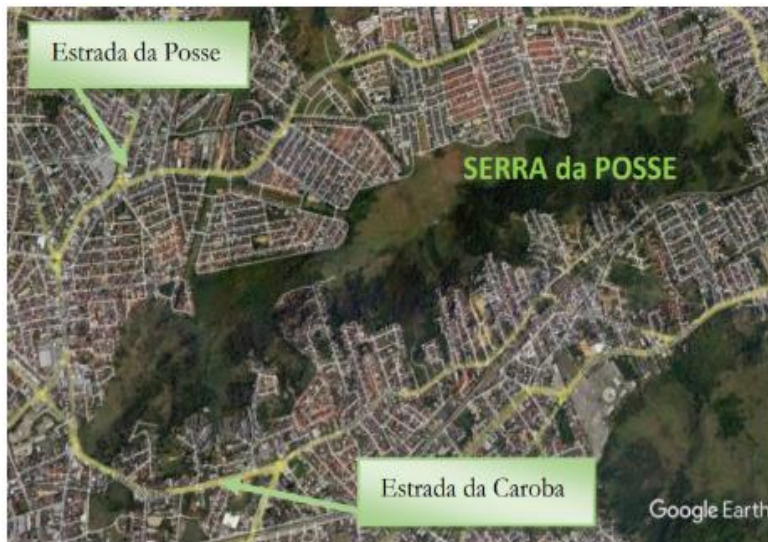 Estrada da Posse
SERRA da POSSE
Estrada da Caroba
Google Earth